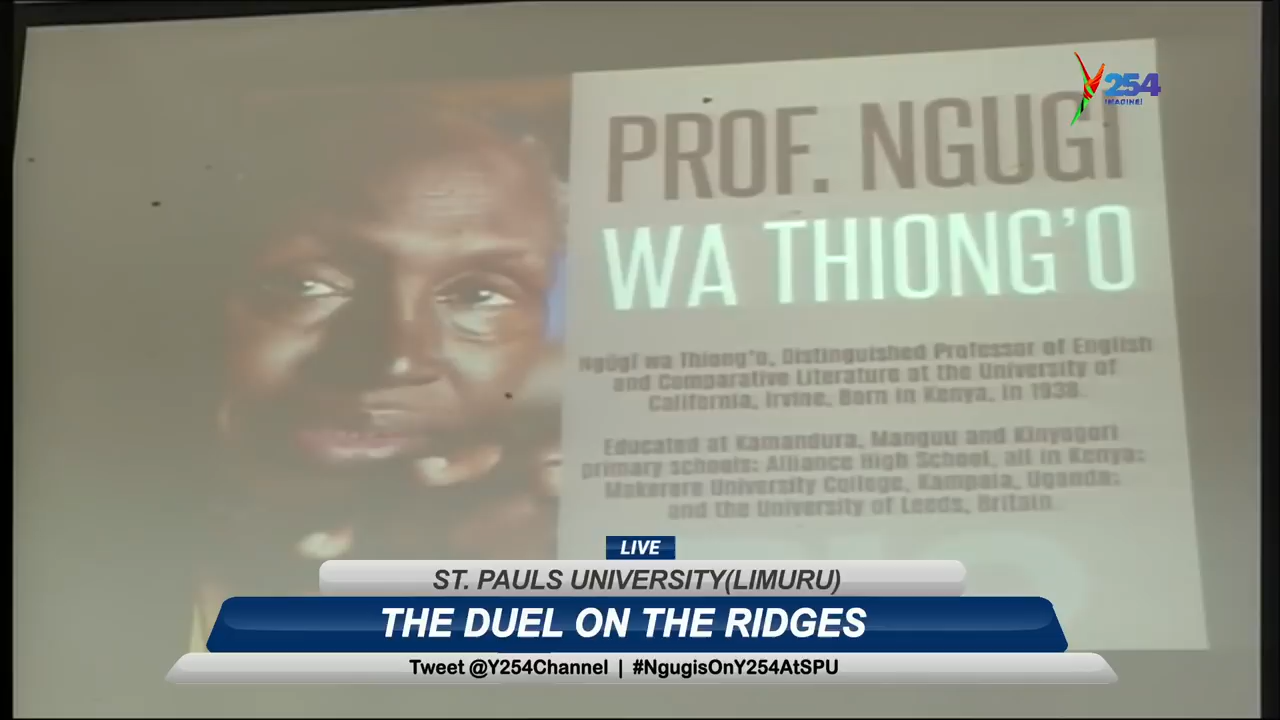 Y254
IMAGINE!
PROF. NGUGI
WA THIONG'O
Ngũgĩ wa Thiong'o, Distinguished Professor of English
and Comparative Literature at the University of
California, Irvine, Born in Kenya, in 1938.
Educated at Kamandura, Manguu and Kinyogori
primary schools; Alliance High School, all in Kenya;
Makerere University College, Kampala, Uganda;
and the University of Leeds, Britain.
LIVE
ST. PAULS UNIVERSITY(LIMURU)
THE DUEL ON THE RIDGES
Tweet @Y254Channel | #NgugisOnY254AtSPU